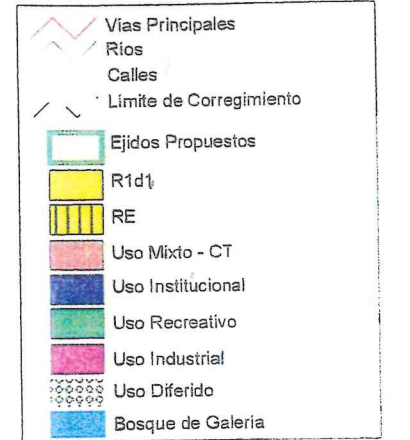 Vias Principales
Rios
Calles
Limite de Corregimiento
Ejidos Propuestos
R1d1
RE
Uso Mixto - CT
Uso Institucional
Uso Recreativo
Uso Industrial
Uso Diferido
Bosque de Galeria